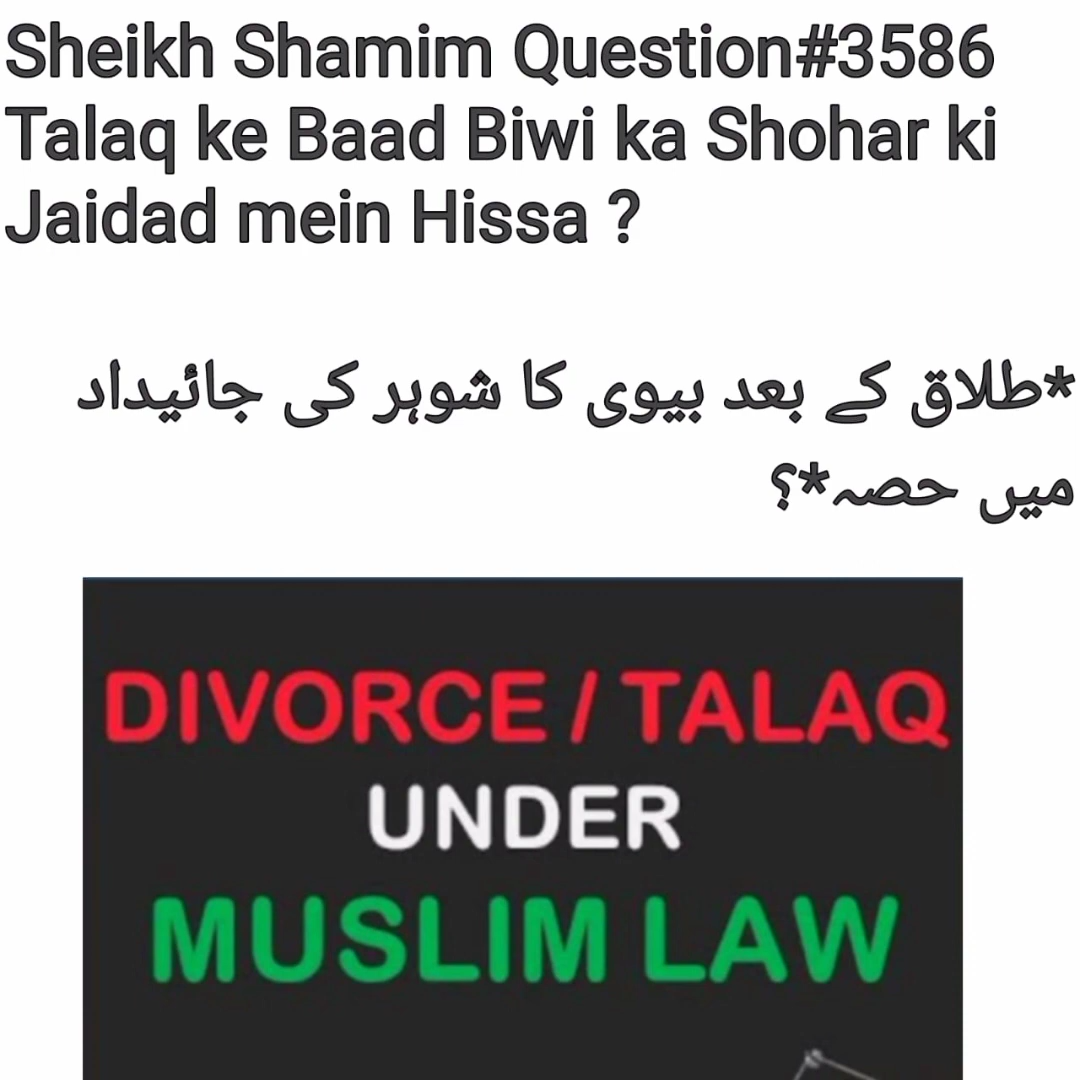 Sheikh Shamim Question#3586
Talaq ke Baad Biwi ka Shohar ki
Jaidad mein Hissa ?
*طلاق کے بعد بیوی کا شوہر کی جائیداد
میں حصہ*؟
DIVORCE / TALAQ
UNDER
MUSLIM LAW